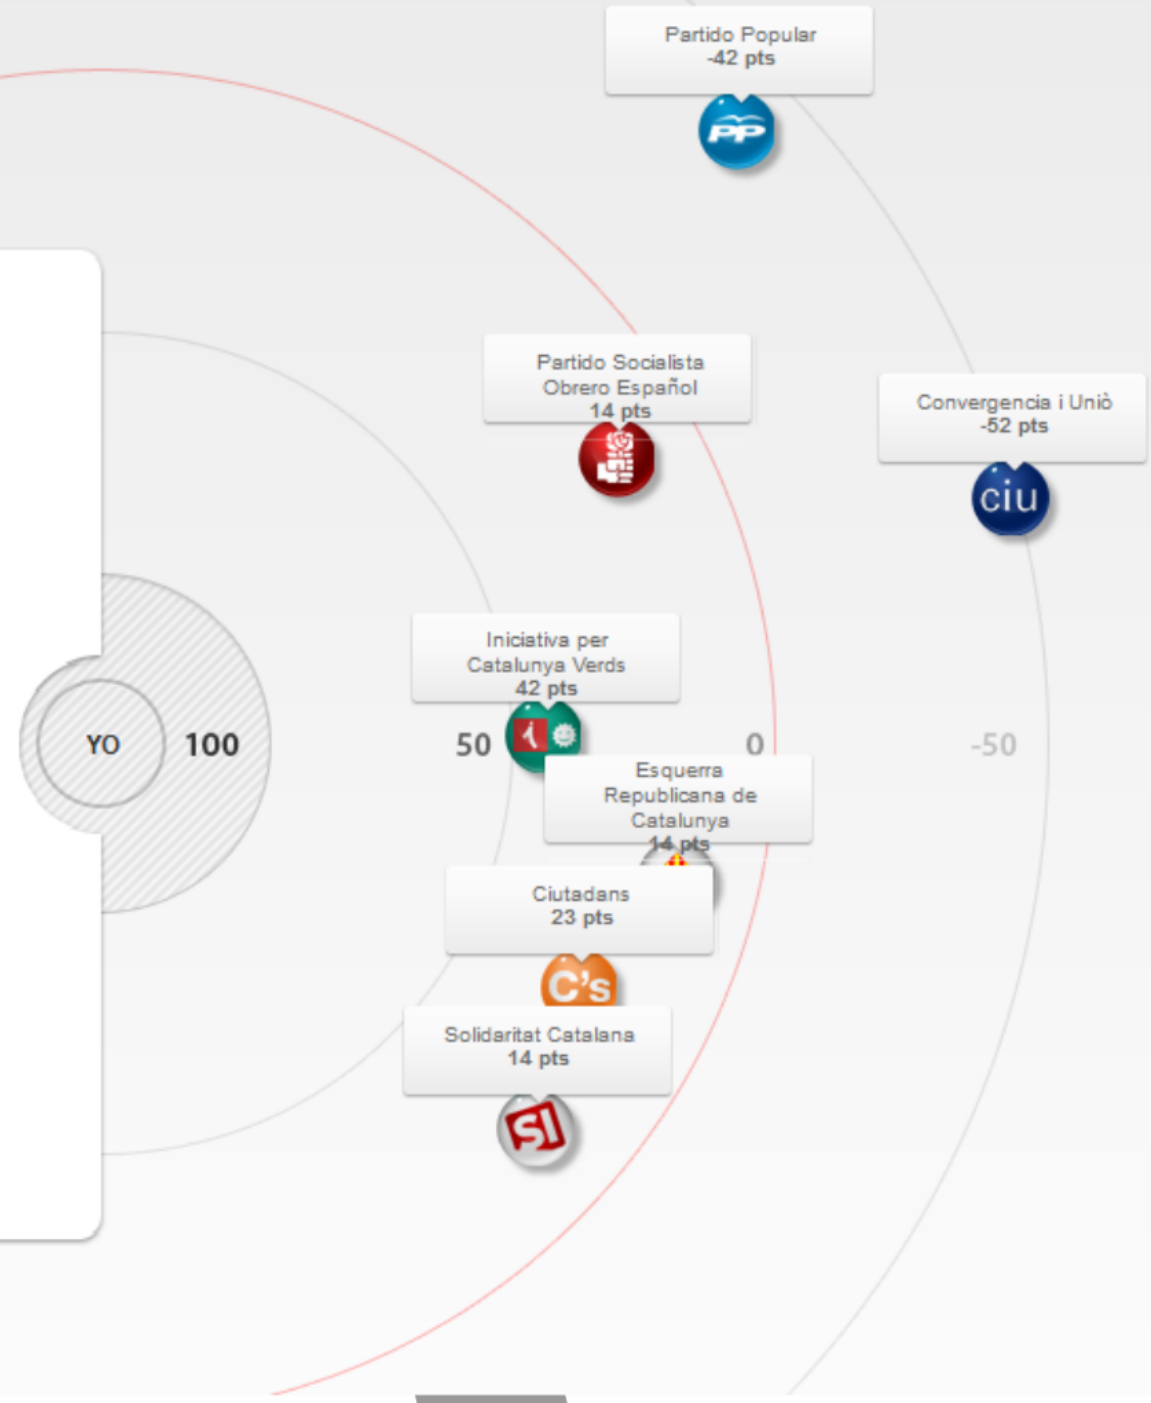 Partido Popular
-42 pts
pp
Partido Socialista
Obrero Español
14 pts
Convergencia i Uniò
-52 pts
ciu
Iniciativa per
Catalunya Verds
42 pts
i
YO
100
50
0
-50
Esquerra
Republicana de
Catalunya
14 pts
Ciutadans
23 pts
C's
Solidaritat Catalana
14 pts
SI